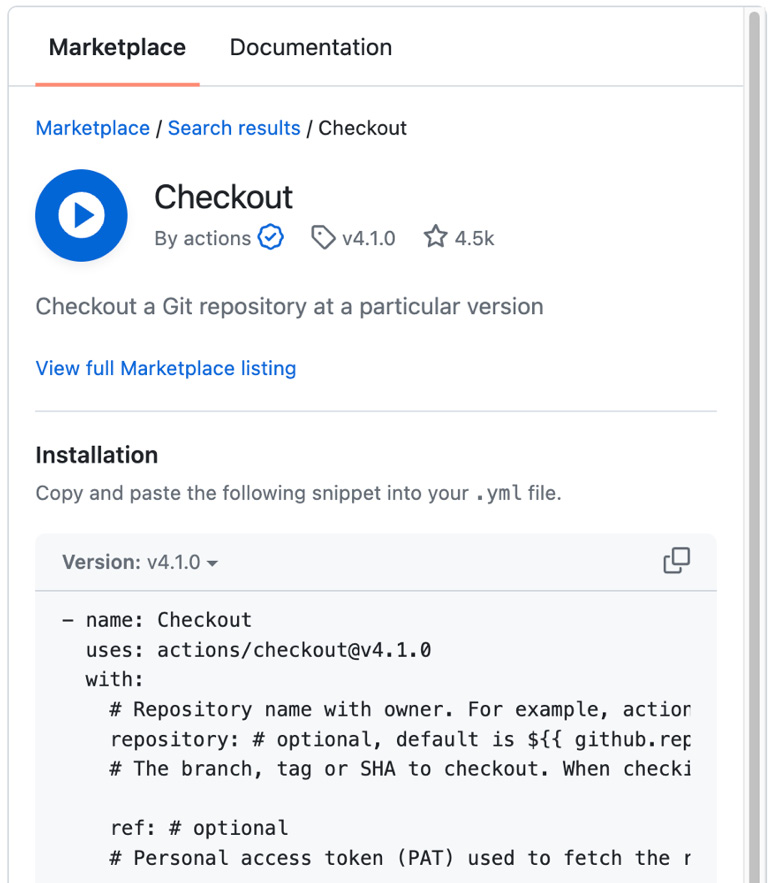 Marketplace Documentation
Marketplace / Search results / Checkout
Checkout
By actions v4.1.0 4.5k
Checkout a Git repository at a particular version
View full Marketplace listing
Installation
Copy and paste the following snippet into your .yml file.
Version: v4.1.0
- name: Checkout
  uses: actions/checkout@v4.1.0
  with:
    # Repository name with owner. For example, action
    repository: # optional, default is ${{ github.rep
    # The branch, tag or SHA to checkout. When checki
    ref: # optional
    # Personal access token (PAT) used to fetch the r